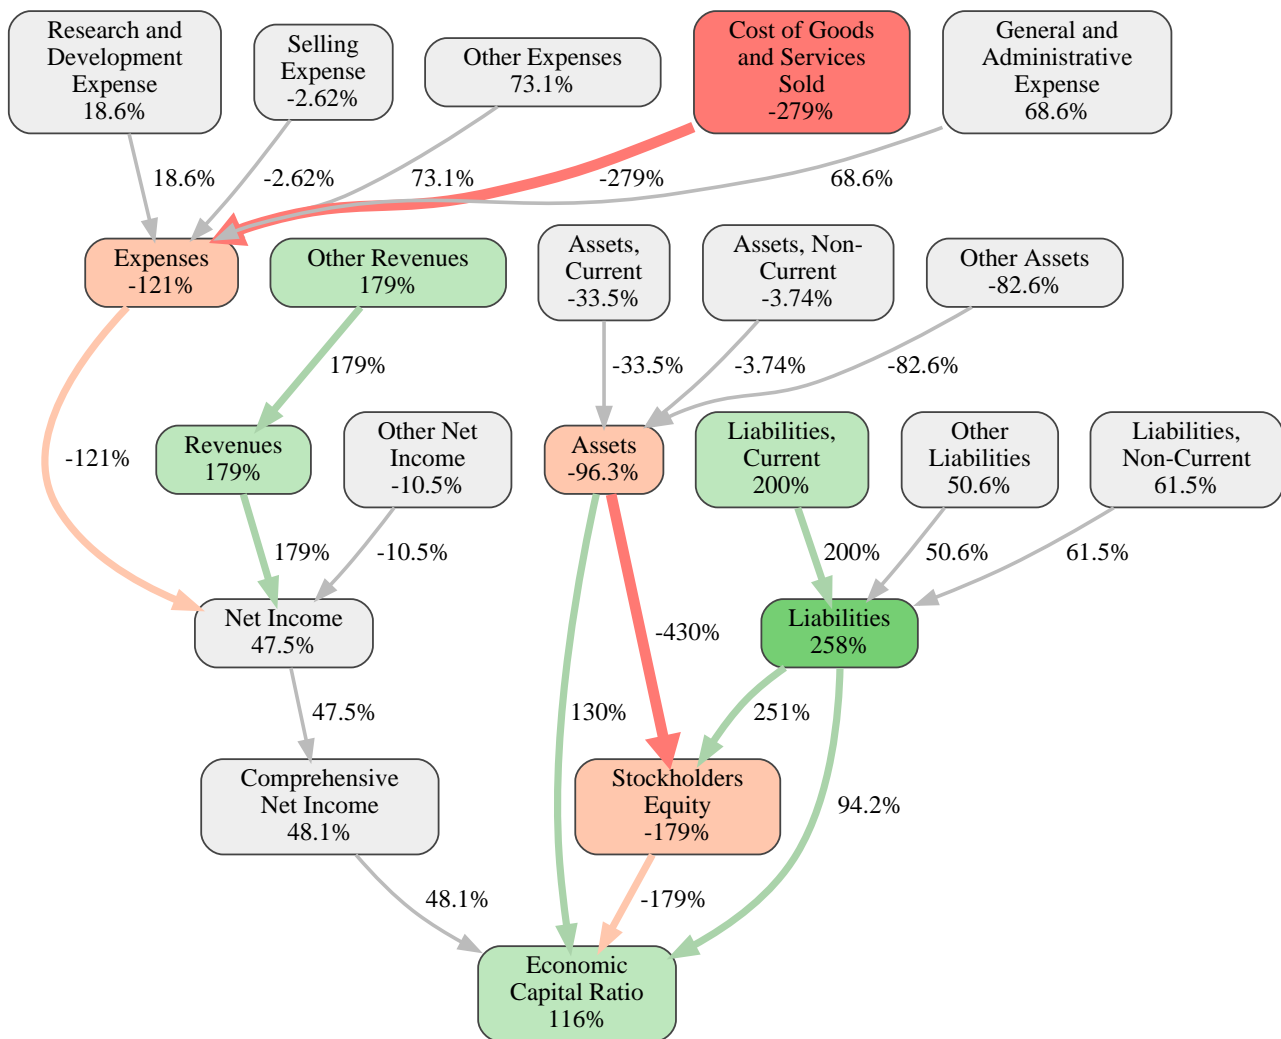 Research and
Development
Expense
18.6%
Selling
Expense
-2.62%
Other Expenses
73.1%
Cost of Goods
and Services
Sold
-279%
General and
Administrative
Expense
68.6%
18.6%
-2.62%
73.1%
-279%
68.6%
Expenses
-121%
Other Revenues
179%
Assets,
Current
-33.5%
Assets, Non-
Current
-3.74%
Other Assets
-82.6%
179%
-33.5%
-3.74%
-82.6%
-121%
Revenues
179%
Other Net
Income
-10.5%
Assets
-96.3%
Liabilities,
Current
200%
Other
Liabilities
50.6%
Liabilities,
Non-Current
61.5%
179%
-10.5%
200%
50.6%
61.5%
Net Income
47.5%
-430%
Liabilities
258%
47.5%
130%
251%
Comprehensive
Net Income
48.1%
Stockholders
Equity
-179%
94.2%
48.1%
-179%
Economic
Capital Ratio
116%